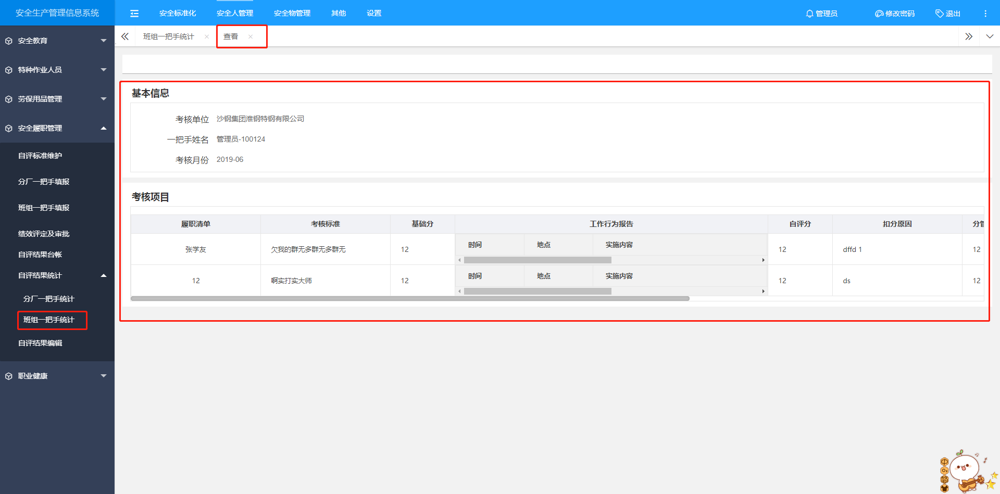 安全生产管理信息系统
安全标准化 安全人管理 安全物管理 其他 设置
管理员 修改密码 退出
班组一把手统计 × 查看 ×
安全教育
特种作业人员
劳保用品管理
安全履职管理
自评标准维护
分厂一把手填报
班组一把手填报
绩效评定及审批
自评结果台帐
自评结果统计
分厂一把手统计
班组一把手统计
自评结果编辑
职业健康
基本信息
考核单位 沙钢集团淮钢特钢有限公司
一把手姓名 管理员-100124
考核月份 2019-06
考核项目
履职清单 考核标准 基础分 工作行为报告 自评分 扣分原因 分管
张学友 欠我的群无多群无多群无 12 时间 地点 实施内容 12 dffd 1 12
12 啊实打实大师 12 时间 地点 实施内容 12 ds 12
中
简